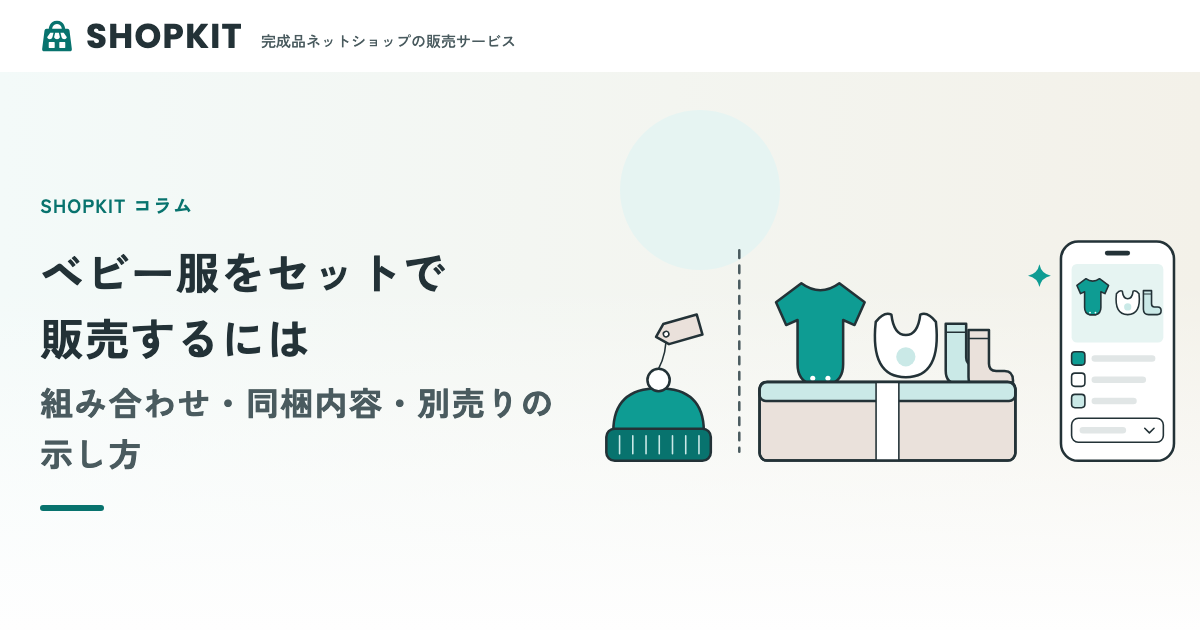 SHOPKIT 完成品ネットショップの販売サービス
SHOPKIT コラム
ベビー服をセットで
販売するには
組み合わせ・同梱内容・別売りの
示し方